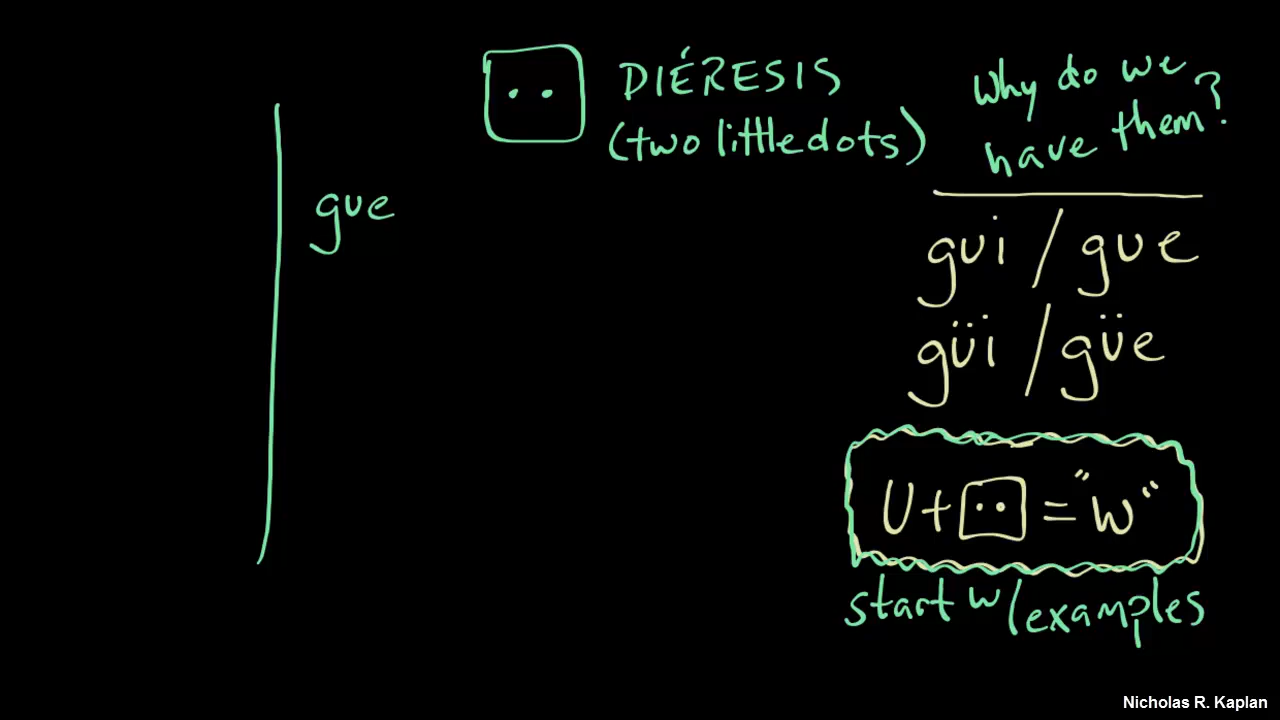 DIÉRESIS
(two little dots)
Why do we
have them?
gue
gui / gue
güi / güe
U + ¨ = "w"
start w/examples
Nicholas R. Kaplan